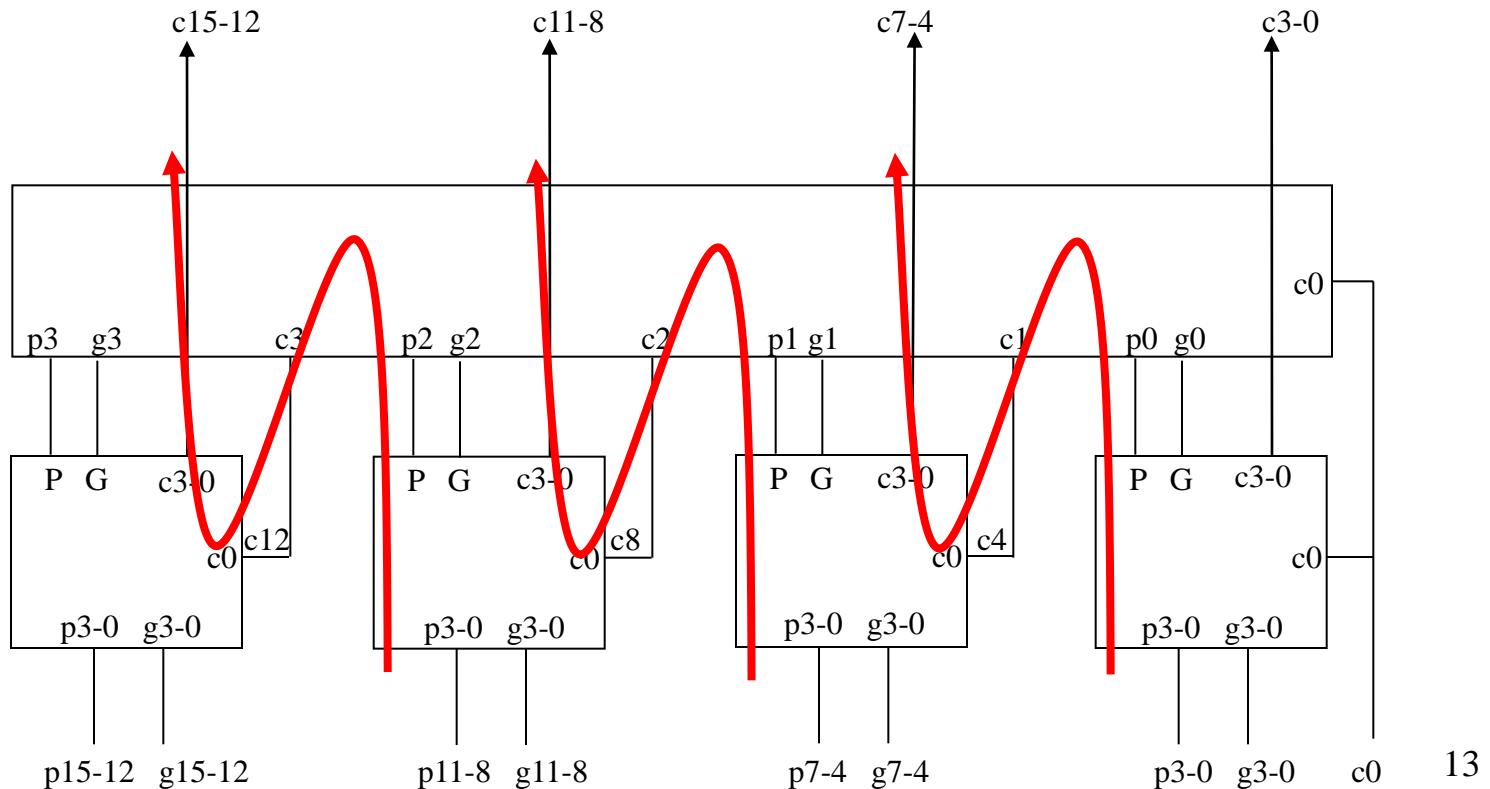 c15-12 c11-8 c7-4 c3-0
c0
p3 g3 c3 p2 g2 c2 p1 g1 c1 p0 g0
P G c3-0 P G c3-0 P G c3-0 P G c3-0
c0 c12 c0 c8 c0 c4 c0
p3-0 g3-0 p3-0 g3-0 p3-0 g3-0 p3-0 g3-0
p15-12 g15-12 p11-8 g11-8 p7-4 g7-4 p3-0 g3-0 c0 13